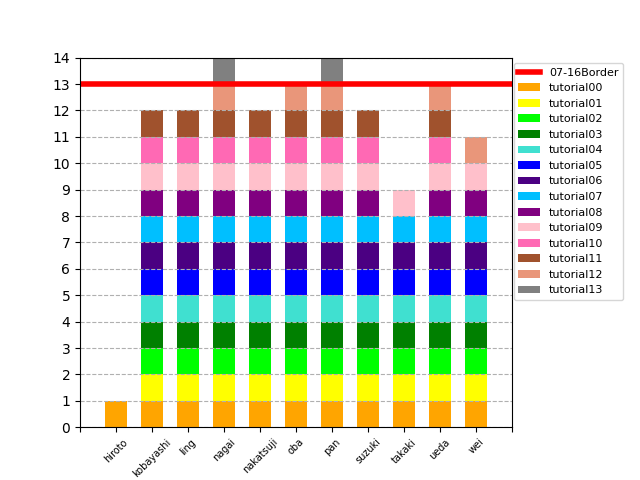 14
13
12
11
10
9
8
7
6
5
4
3
2
1
0
hiroto
kobayashi
ling
nagai
nakatsuji
oba
pan
suzuki
takaki
ueda
wei
07-16Border
tutorial00
tutorial01
tutorial02
tutorial03
tutorial04
tutorial05
tutorial06
tutorial07
tutorial08
tutorial09
tutorial10
tutorial11
tutorial12
tutorial13